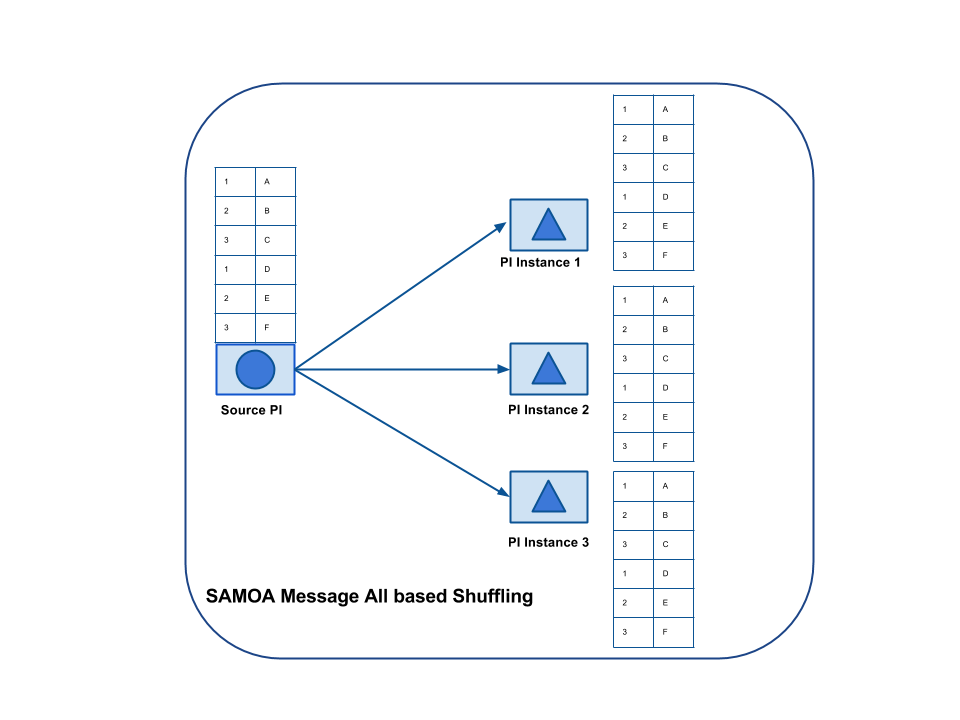 1 A
2 B
3 C
1 D
2 E
3 F
Source PI
PI Instance 1
1 A
2 B
3 C
1 D
2 E
3 F
PI Instance 2
1 A
2 B
3 C
1 D
2 E
3 F
PI Instance 3
1 A
2 B
3 C
1 D
2 E
3 F
SAMOA Message All based Shuffling